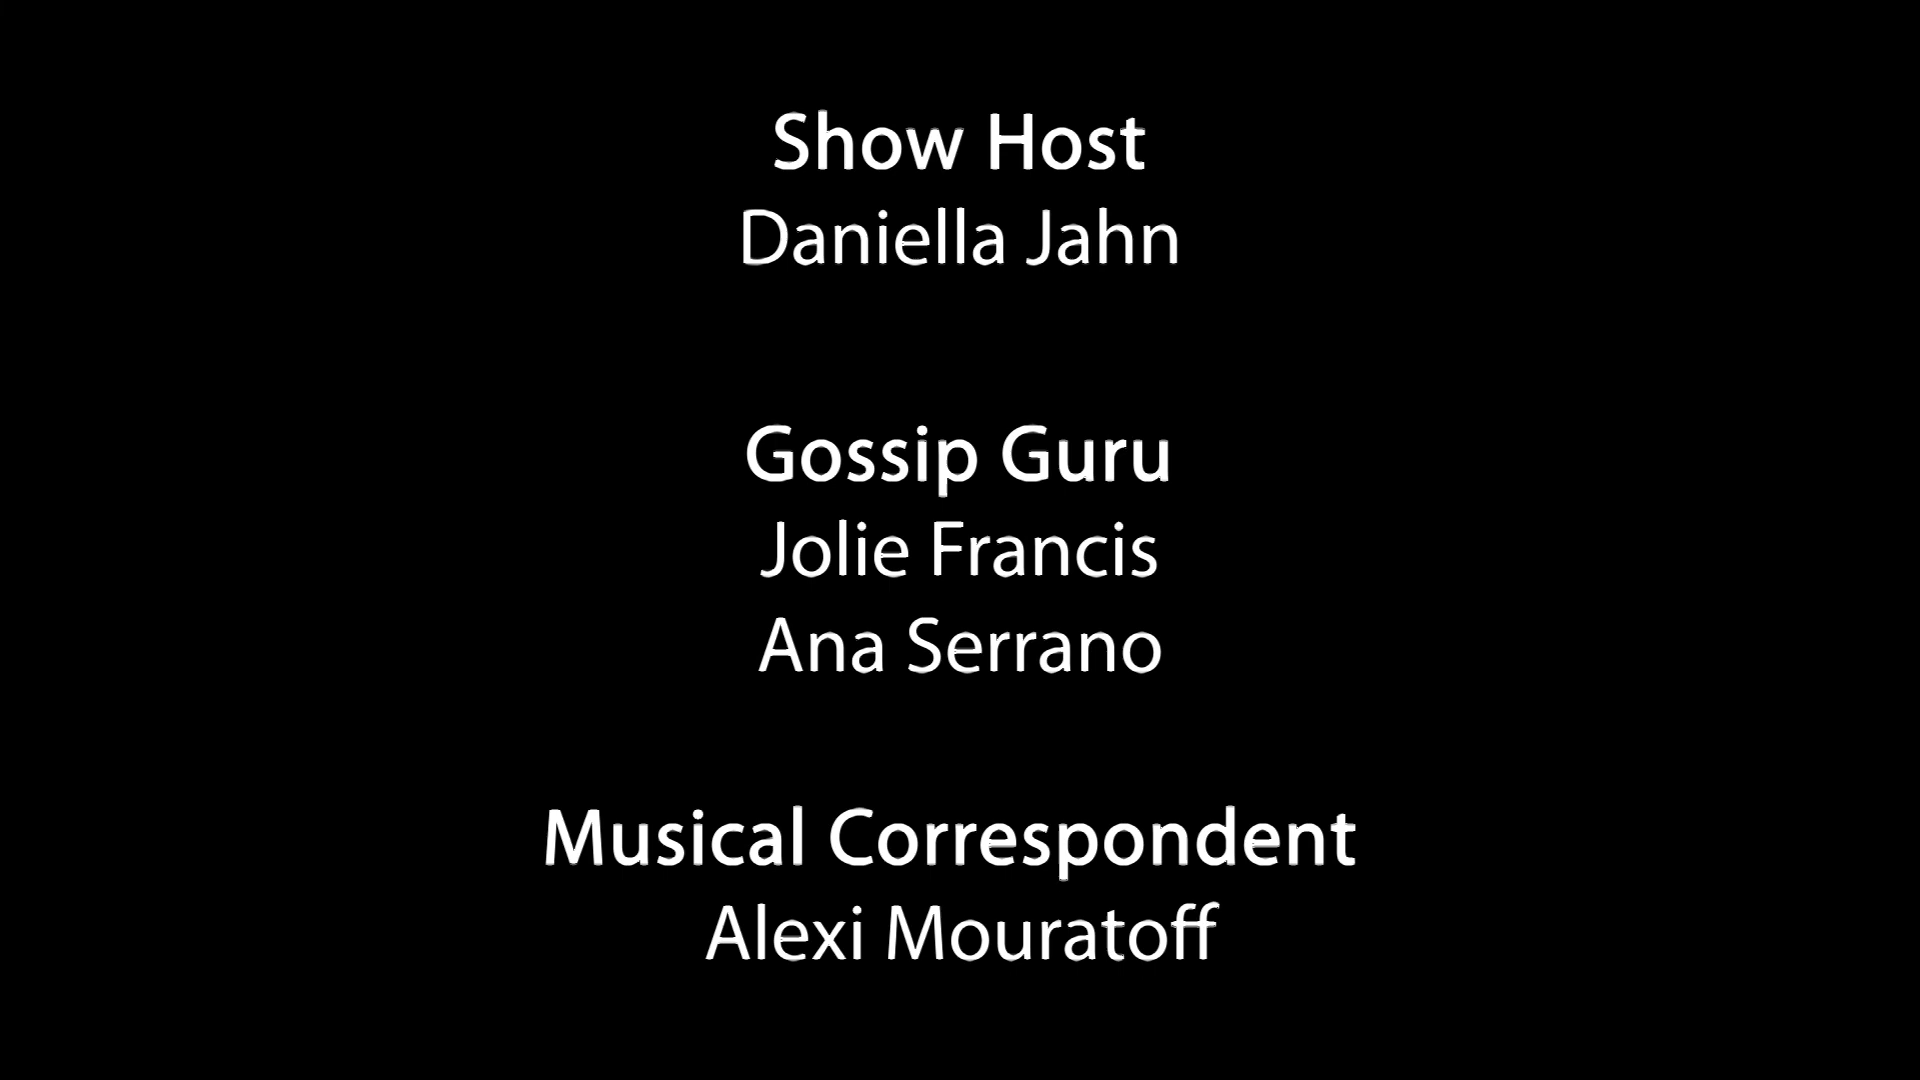 Show Host
Daniella Jahn
Gossip Guru
Jolie Francis
Ana Serrano
Musical Correspondent
Alexi Mouratoff